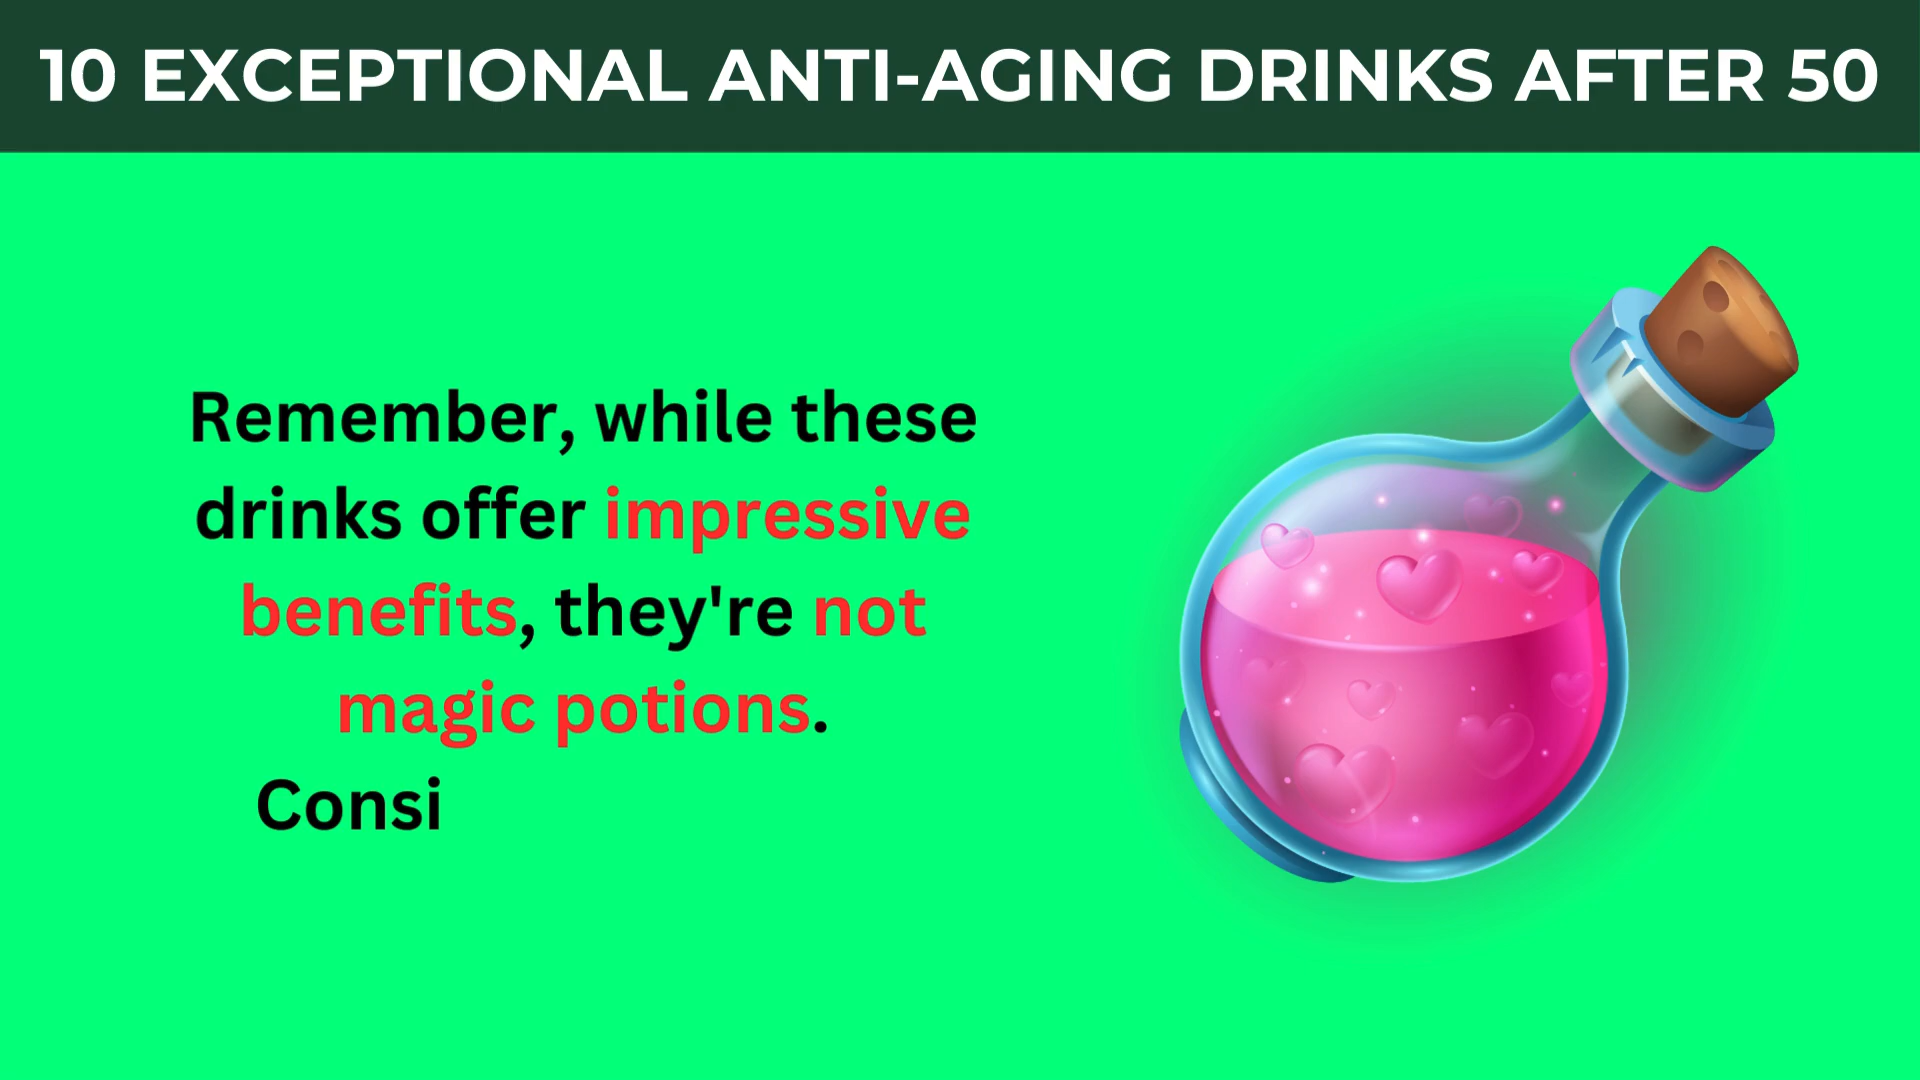 10 EXCEPTIONAL ANTI-AGING DRINKS AFTER 50
Remember, while these
drinks offer impressive
benefits, they're not
magic potions.
Consi